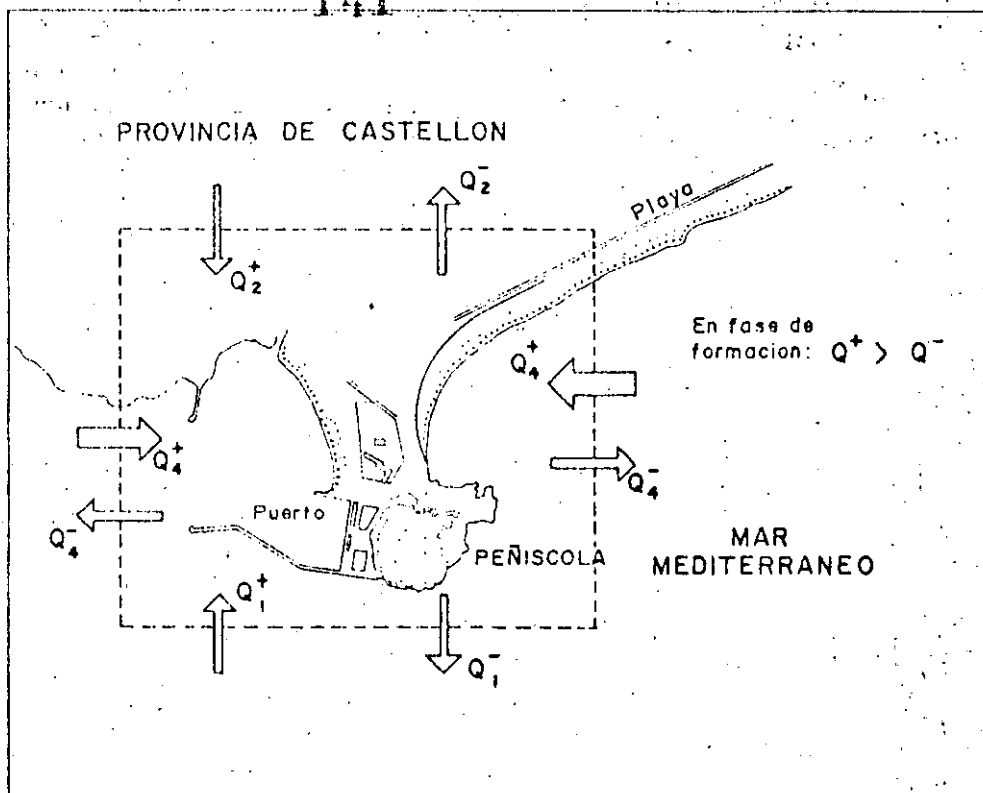 PROVINCIA DE CASTELLON
Q₂⁻
Playa
Q₂⁺
En fase de
formacion: Q⁺ > Q⁻
Q₄⁺
Q₄⁺
Q₄⁻
Puerto
Q₄⁻
PEÑISCOLA
MAR
MEDITERRANEO
Q₁⁺
Q₁⁻